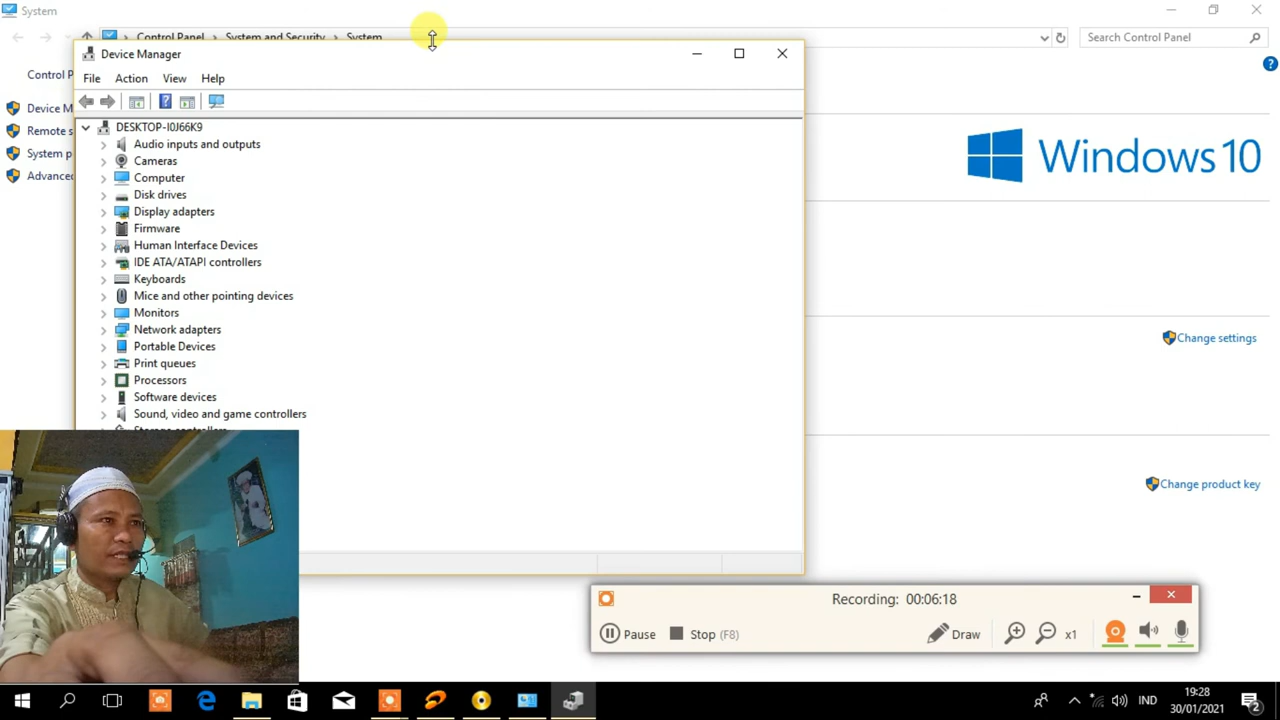 System
Control Panel > System and Security > System
Search Control Panel
Device Manager
File Action View Help
Control P
Device M
Remote s
System p
Advance
DESKTOP-I0J66K9
Audio inputs and outputs
Cameras
Computer
Disk drives
Display adapters
Firmware
Human Interface Devices
IDE ATA/ATAPI controllers
Keyboards
Mice and other pointing devices
Monitors
Network adapters
Portable Devices
Print queues
Processors
Software devices
Sound, video and game controllers
Storage controllers
Windows 10
Change settings
Change product key
Recording: 00:06:18
Pause Stop (F8) Draw x1
IND
19:28
30/01/2021
2